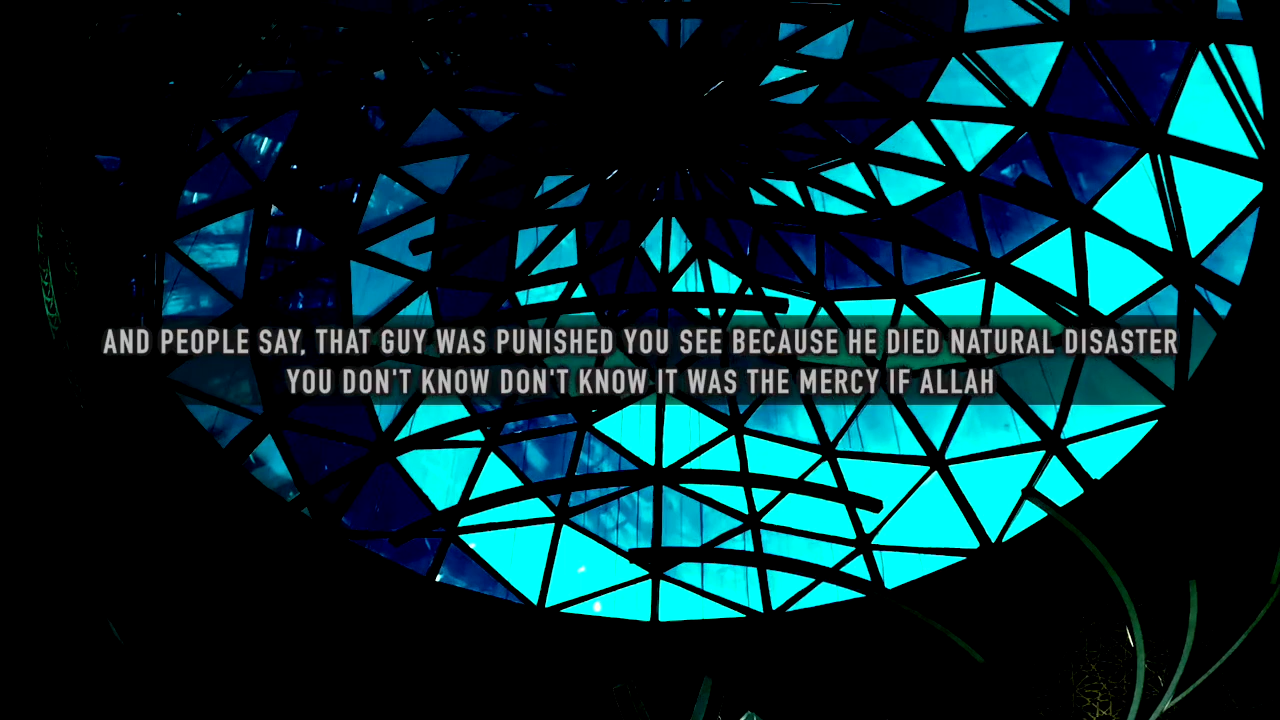 AND PEOPLE SAY, THAT GUY WAS PUNISHED YOU SEE BECAUSE HE DIED NATURAL DISASTER
YOU DON'T KNOW DON'T KNOW IT WAS THE MERCY IF ALLAH